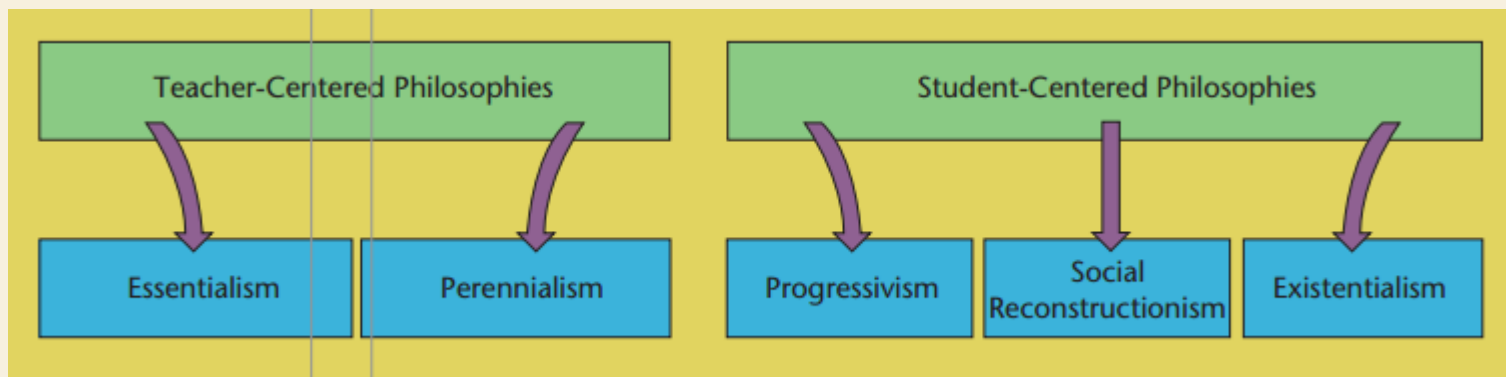 Teacher-Centered Philosophies
Student-Centered Philosophies
Essentialism
Perennialism
Progressivism
Social
Reconstructionism
Existentialism